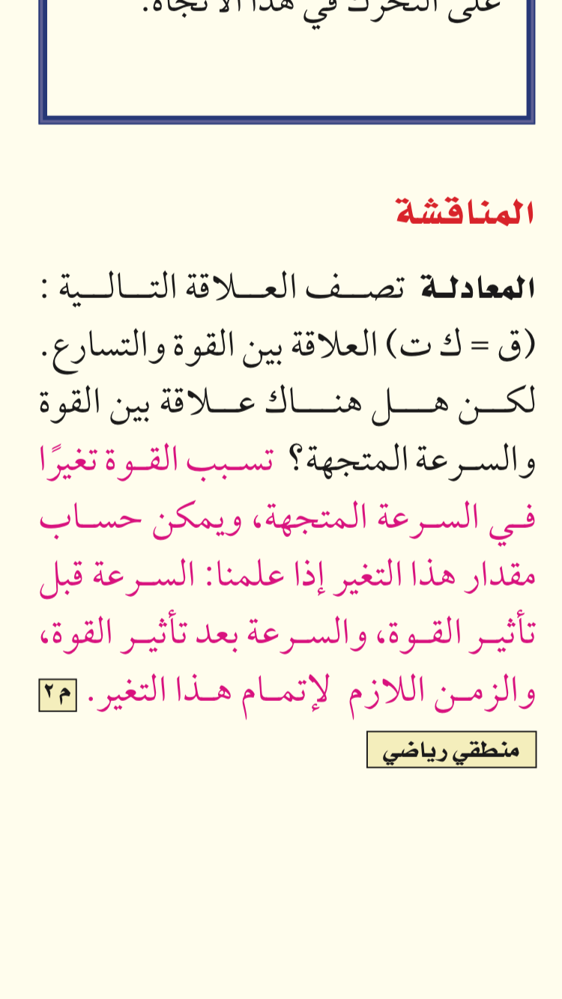 على التحرك في هذا الاتجاه.
المناقشة
المعادلة تصف العلاقة التالية :
(ق = ك ت) العلاقة بين القوة والتسارع.
لكن هل هناك علاقة بين القوة
والسرعة المتجهة؟ تسبب القوة تغيرًا
في السرعة المتجهة، ويمكن حساب
مقدار هذا التغير إذا علمنا: السرعة قبل
تأثير القوة، والسرعة بعد تأثير القوة،
والزمن اللازم لإتمام هذا التغير. م ٢
منطقي رياضي